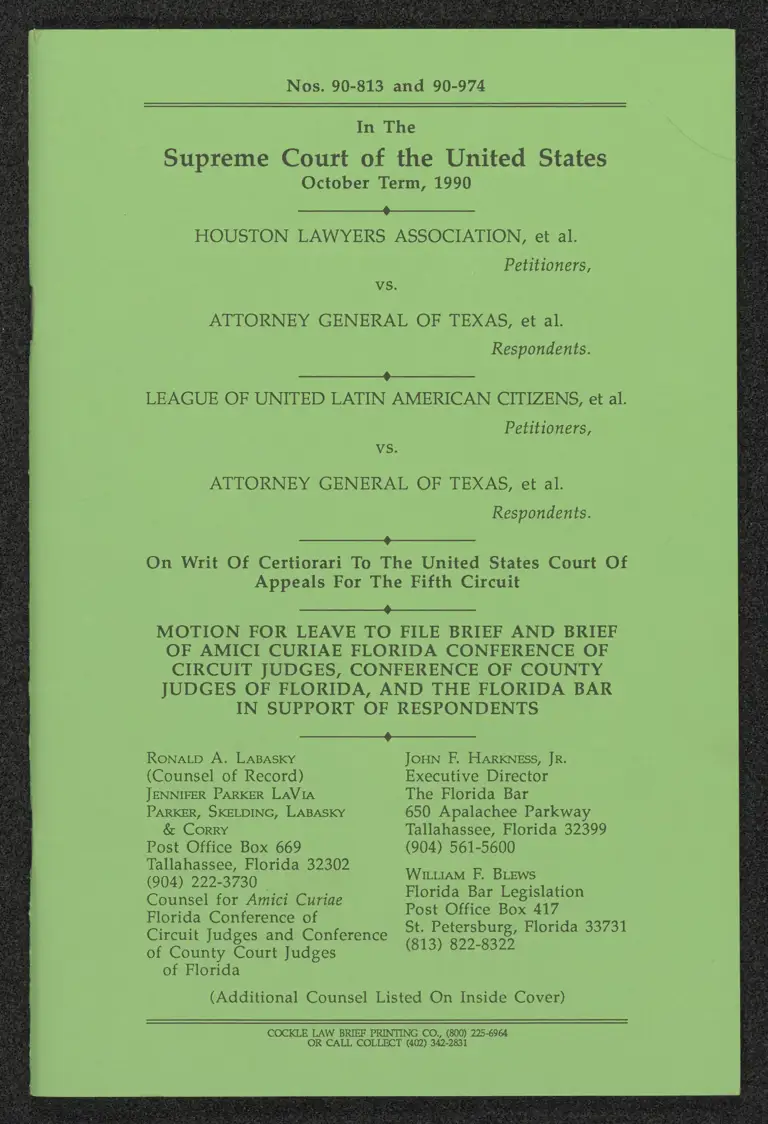 Nos. 90-813 and 90-974
In The
Supreme Court of the United States
October Term, 1990
HOUSTON LAWYERS ASSOCIATION, et al.
Petitioners,
vs.
ATTORNEY GENERAL OF TEXAS, et al.
Respondents.
LEAGUE OF UNITED LATIN AMERICAN CITIZENS, et al.
Petitioners,
vs.
ATTORNEY GENERAL OF TEXAS, et al.
Respondents.
On Writ Of Certiorari To The United States Court Of
Appeals For The Fifth Circuit
MOTION FOR LEAVE TO FILE BRIEF AND BRIEF
OF AMICI CURIAE FLORIDA CONFERENCE OF
CIRCUIT JUDGES, CONFERENCE OF COUNTY
JUDGES OF FLORIDA, AND THE FLORIDA BAR
IN SUPPORT OF RESPONDENTS
RONALD A. LABASKY
(Counsel of Record)
JENNIFER PARKER LAVIA
PARKER, SKELDING, LABASKY
& CORRY
Post Office Box 669
Tallahassee, Florida 32302
(904) 222-3730
Counsel for Amici Curiae
Florida Conference of
Circuit Judges and Conference
of County Court Judges
of Florida
JOHN F. HARKNESS, JR.
Executive Director
The Florida Bar
650 Apalachee Parkway
Tallahassee, Florida 32399
(904) 561-5600
WILLIAM F. BLEWS
Florida Bar Legislation
Post Office Box 417
St. Petersburg, Florida 33731
(813) 822-8322
(Additional Counsel Listed On Inside Cover)
COCKLE LAW BRIEF PRINTING CO., (800) 225-6964
OR CALL COLLECT (402) 342-2831